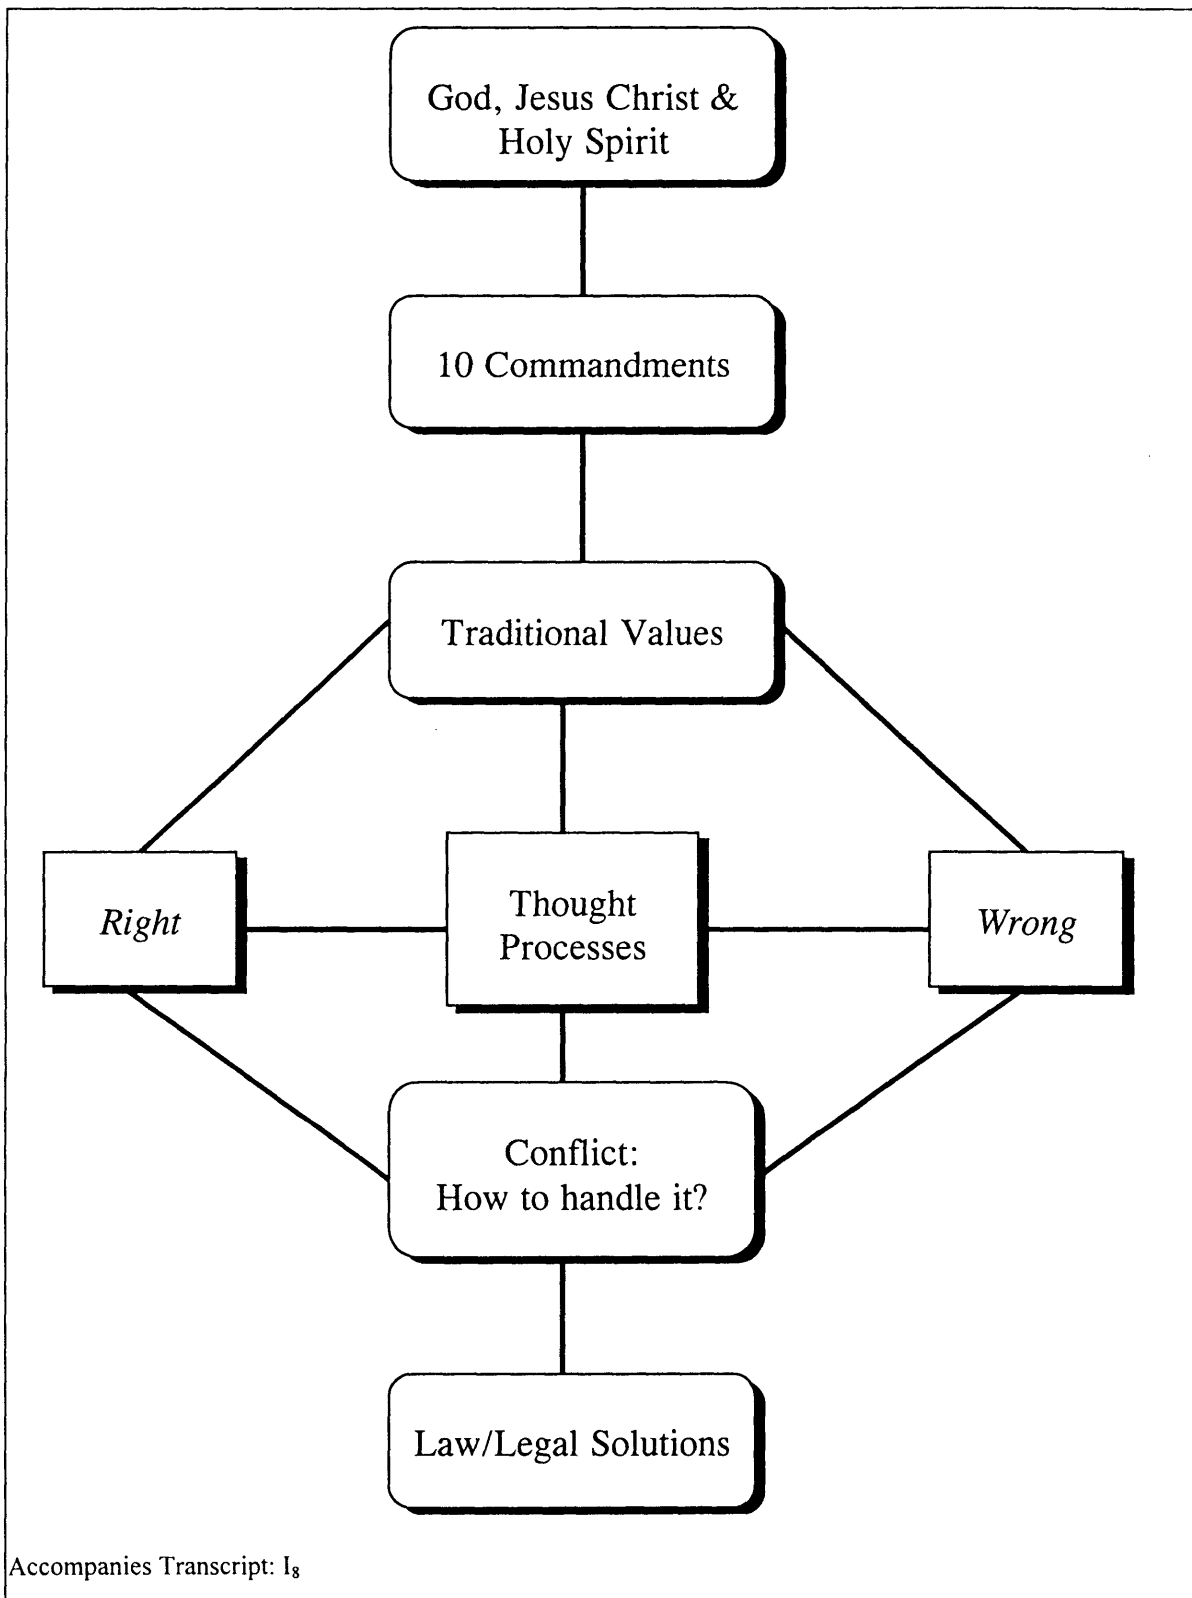 God, Jesus Christ &
Holy Spirit
10 Commandments
Traditional Values
Right
Thought
Processes
Wrong
Conflict:
How to handle it?
Law/Legal Solutions
Accompanies Transcript: I₈